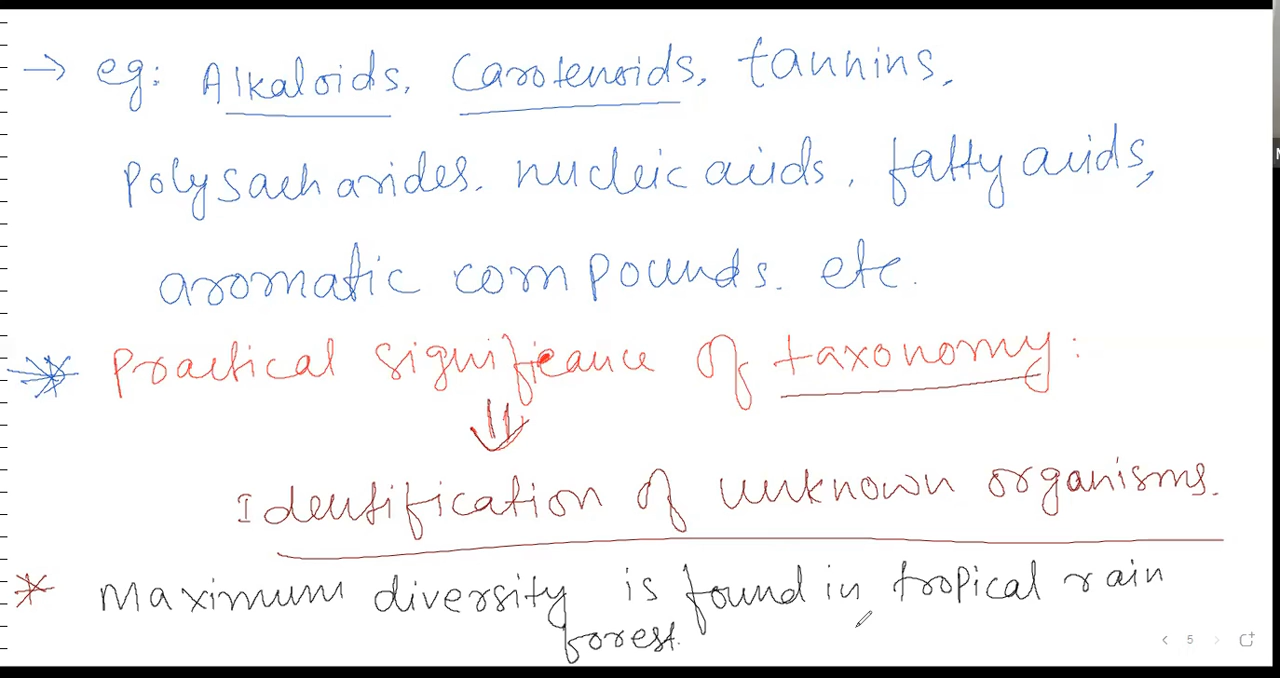 → eg: Alkaloids, Carotenoids, tannins,
Polysacharides, nucleic acids, fatty acids,
aromatic compounds. etc.
* Practical significance of taxonomy:
Identification of unknown organisms.
* Maximum diversity is found in tropical rain
forest.
< 5 >